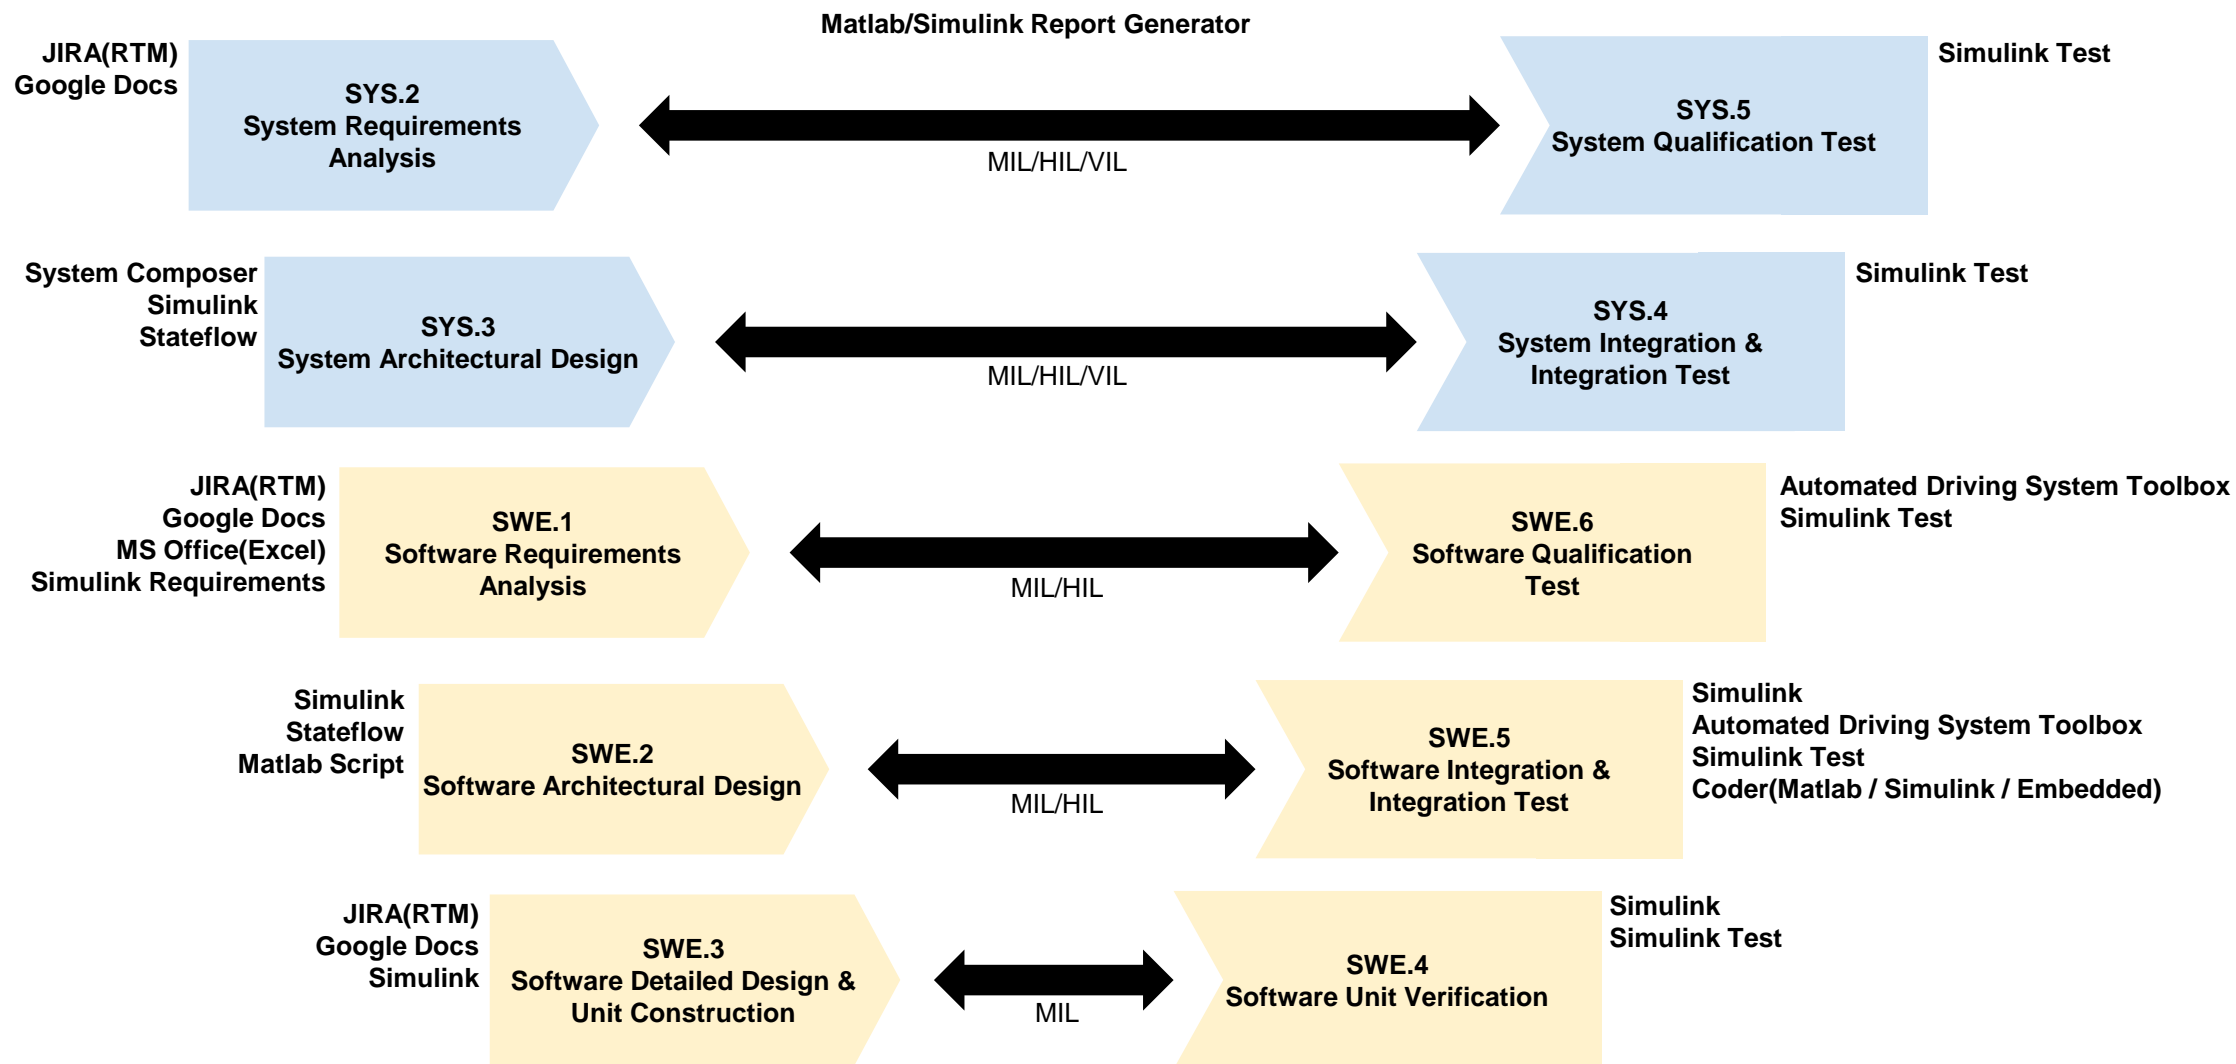 Matlab/Simulink Report Generator
JIRA(RTM)
Google Docs
SYS.2
System Requirements
Analysis
MIL/HIL/VIL
SYS.5
System Qualification Test
Simulink Test
System Composer
Simulink
Stateflow
SYS.3
System Architectural Design
MIL/HIL/VIL
SYS.4
System Integration &
Integration Test
Simulink Test
JIRA(RTM)
Google Docs
MS Office(Excel)
Simulink Requirements
SWE.1
Software Requirements
Analysis
MIL/HIL
SWE.6
Software Qualification
Test
Automated Driving System Toolbox
Simulink Test
Simulink
Stateflow
Matlab Script
SWE.2
Software Architectural Design
MIL/HIL
SWE.5
Software Integration &
Integration Test
Simulink
Automated Driving System Toolbox
Simulink Test
Coder(Matlab / Simulink / Embedded)
JIRA(RTM)
Google Docs
Simulink
SWE.3
Software Detailed Design &
Unit Construction
MIL
SWE.4
Software Unit Verification
Simulink
Simulink Test